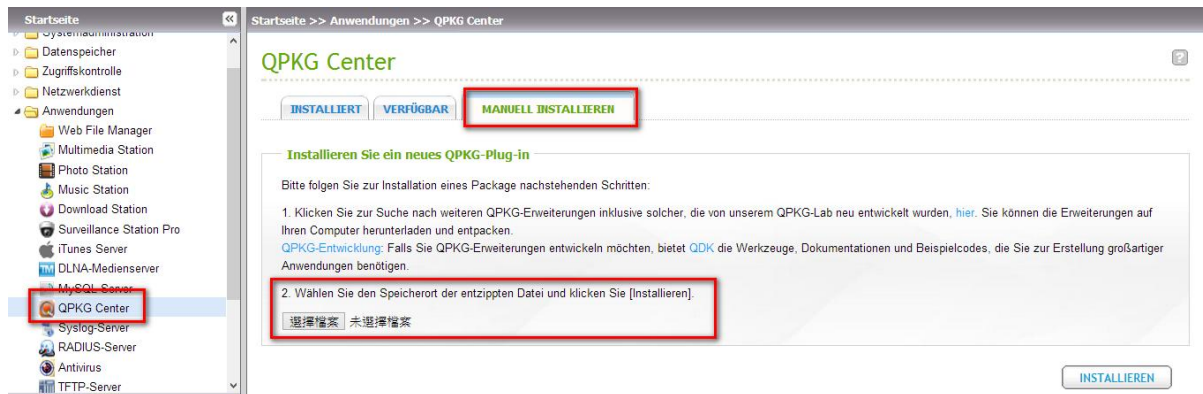 Startseite
Systemadministration
Datenspeicher
Zugriffskontrolle
Netzwerkdienst
Anwendungen
Web File Manager
Multimedia Station
Photo Station
Music Station
Download Station
Surveillance Station Pro
iTunes Server
DLNA-Medienserver
MySQL-Server
QPKG Center
Syslog-Server
RADIUS-Server
Antivirus
TFTP-Server
Startseite >> Anwendungen >> QPKG Center
QPKG Center
INSTALLIERT VERFÜGBAR MANUELL INSTALLIEREN
Installieren Sie ein neues QPKG-Plug-in
Bitte folgen Sie zur Installation eines Package nachstehenden Schritten:
1. Klicken Sie zur Suche nach weiteren QPKG-Erweiterungen inklusive solcher, die von unserem QPKG-Lab neu entwickelt wurden, hier. Sie können die Erweiterungen auf
Ihren Computer herunterladen und entpacken.
QPKG-Entwicklung: Falls Sie QPKG-Erweiterungen entwickeln möchten, bietet QDK die Werkzeuge, Dokumentationen und Beispielcodes, die Sie zur Erstellung großartiger
Anwendungen benötigen.
2. Wählen Sie den Speicherort der entzippten Datei und klicken Sie [Installieren].
選擇檔案 未選擇檔案
INSTALLIEREN